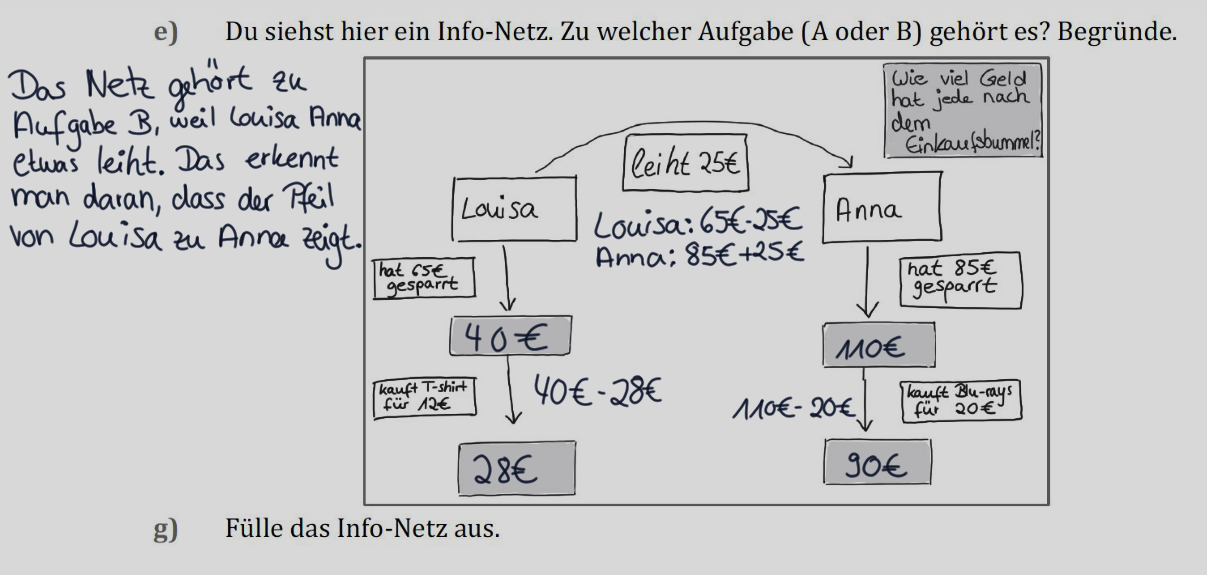 e) Du siehst hier ein Info-Netz. Zu welcher Aufgabe (A oder B) gehört es? Begründe.
Das Netz gehört zu
Aufgabe B, weil Louisa Anna
etwas leiht. Das erkennt
man daran, dass der Pfeil
von Louisa zu Anna zeigt.
Wie viel Geld
hat jede nach
dem
Einkaufsbummel?
leiht 25€
Louisa
Anna
Louisa: 65€-25€
Anna: 85€+25€
hat 65€
gesparrt
hat 85€
gesparrt
40€
110€
kauft T-shirt
für 12€
40€-28€
110€-20€
kauft Blu-rays
für 20€
28€
90€
g) Fülle das Info-Netz aus.